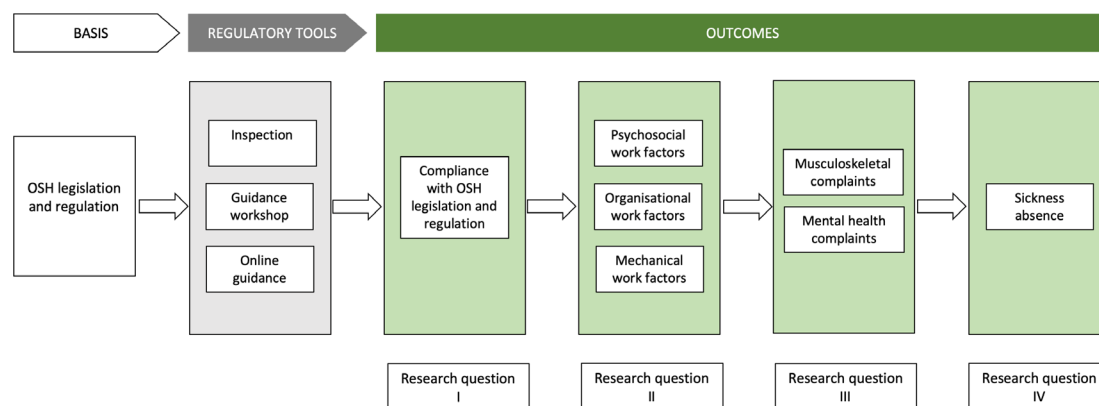 BASIS
REGULATORY TOOLS
OUTCOMES
OSH legislation
and regulation
Inspection
Guidance
workshop
Online
guidance
Compliance
with OSH
legislation and
regulation
Psychosocial
work factors
Organisational
work factors
Mechanical
work factors
Musculoskeletal
complaints
Mental health
complaints
Sickness
absence
Research question
I
Research question
II
Research question
III
Research question
IV